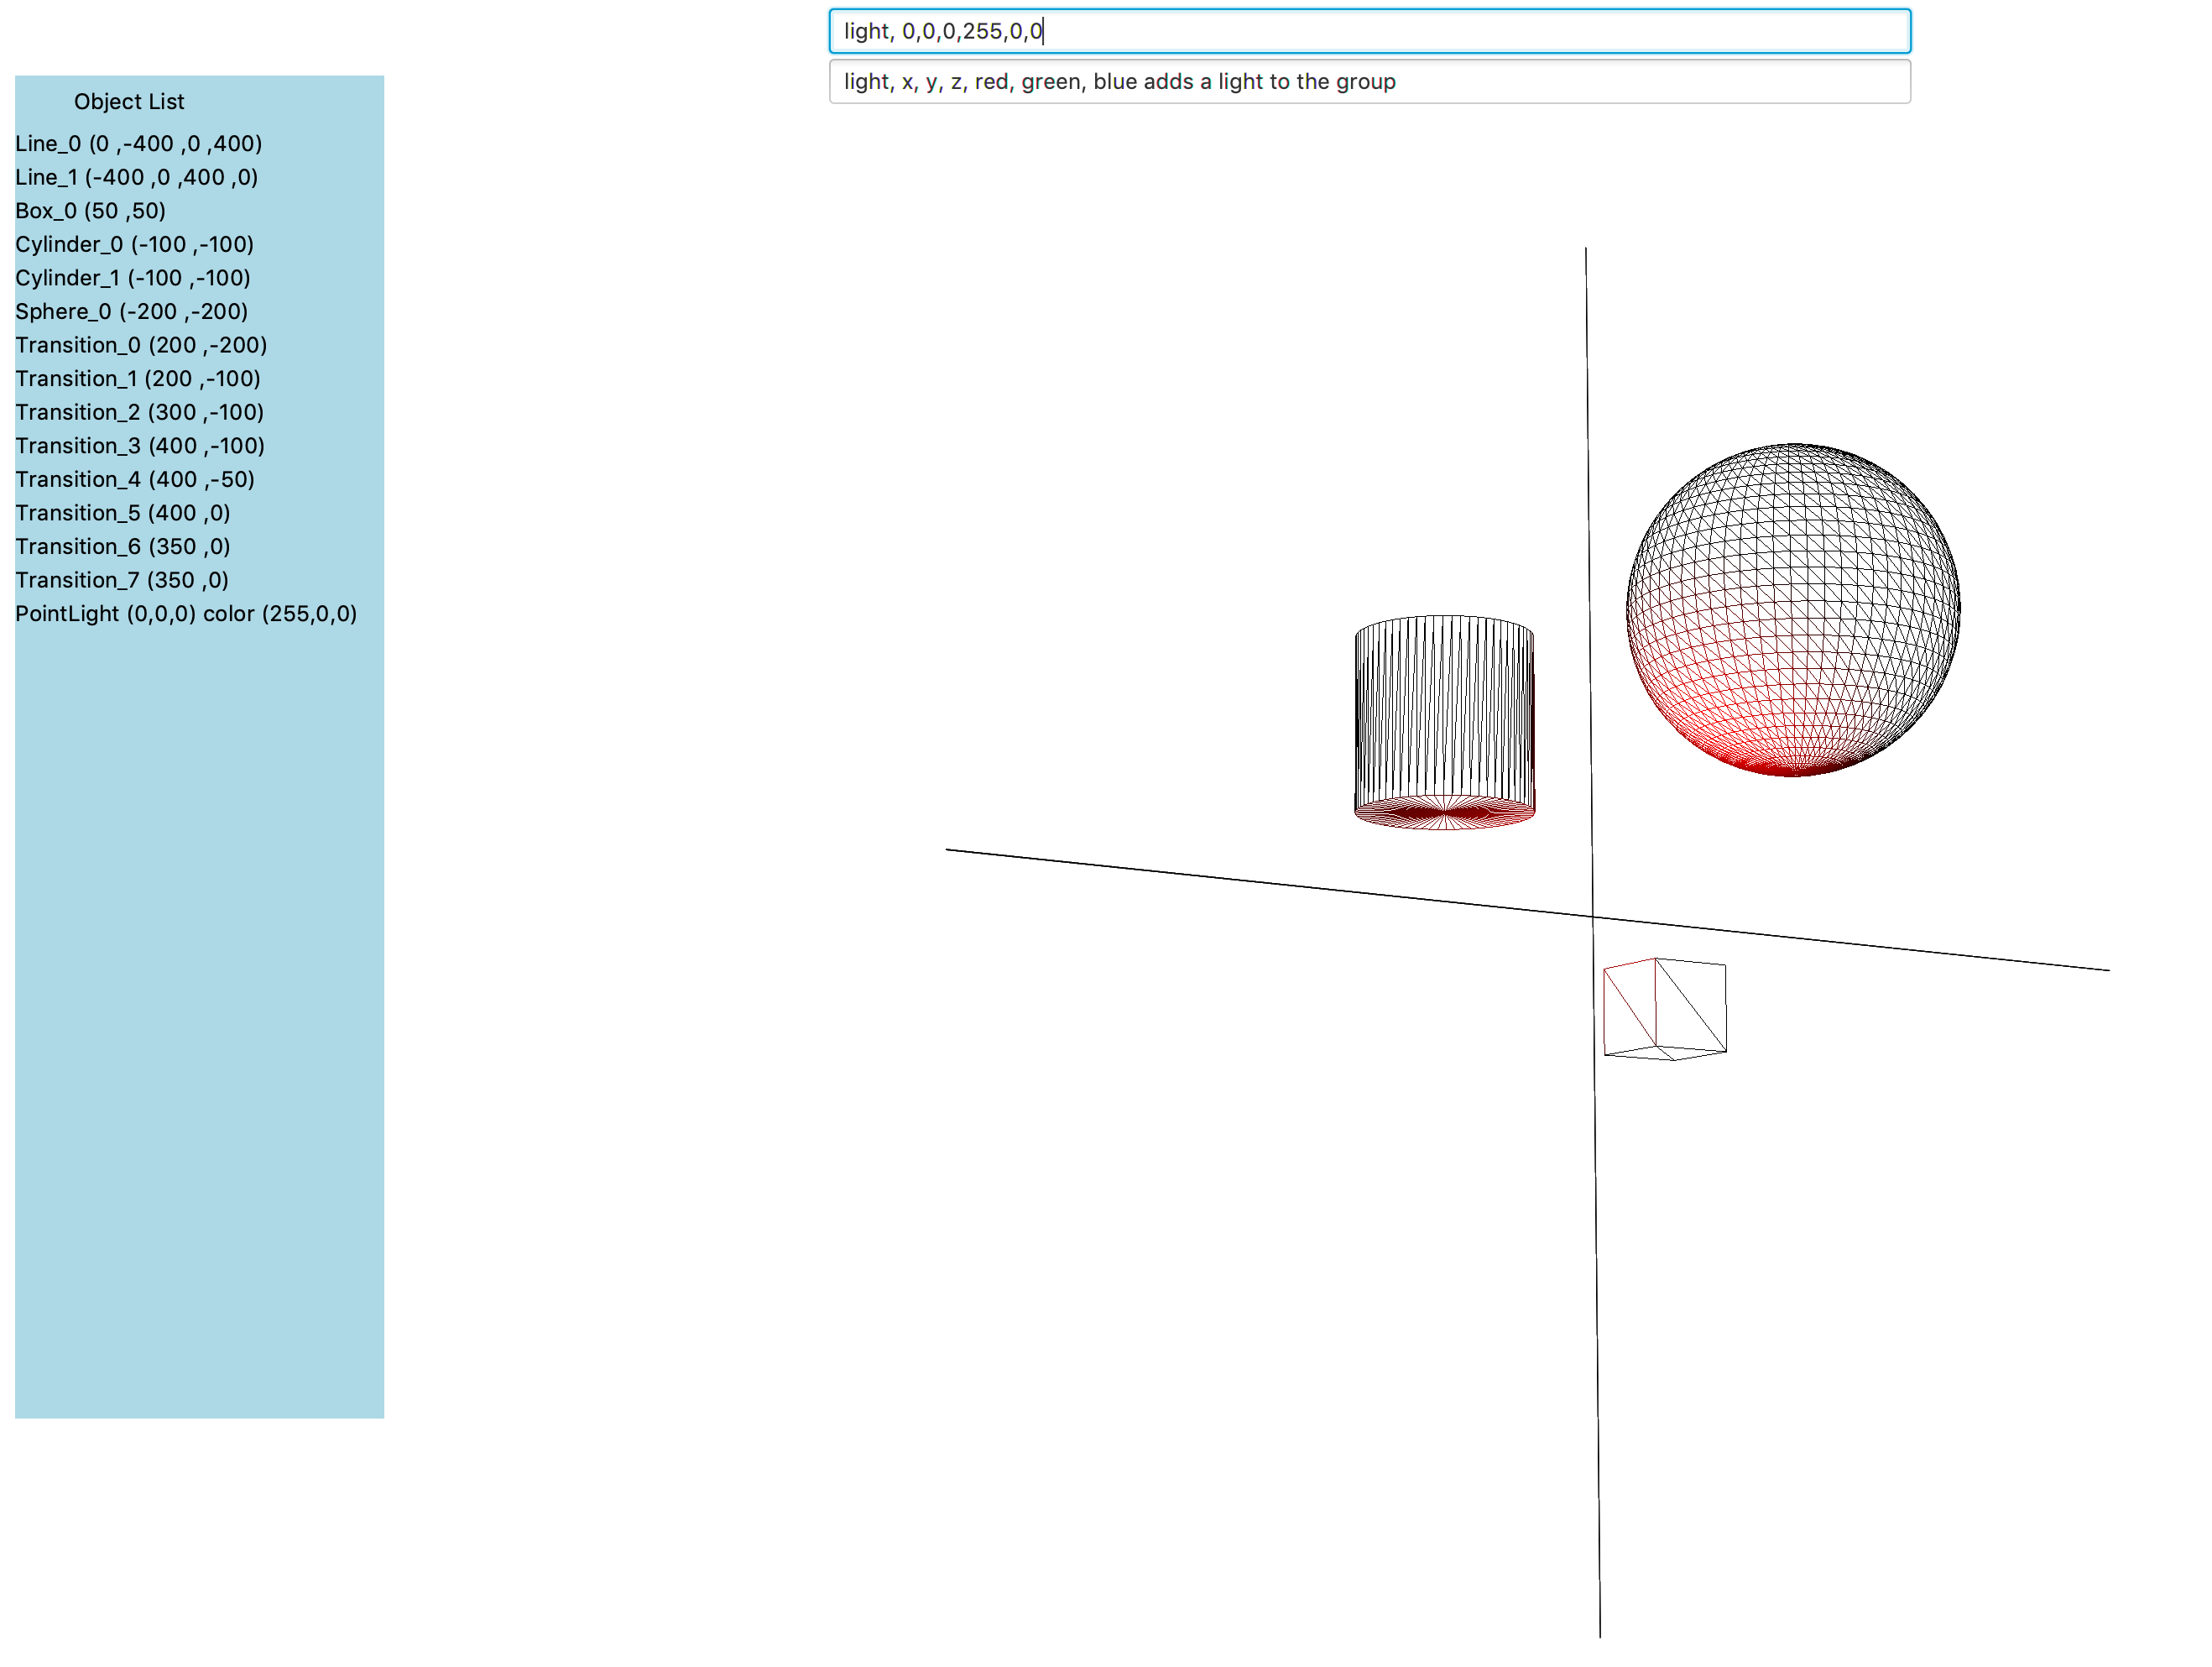 light, 0,0,0,255,0,0
light, x, y, z, red, green, blue adds a light to the group
Object List
Line_0 (0 ,-400 ,0 ,400)
Line_1 (-400 ,0 ,400 ,0)
Box_0 (50 ,50)
Cylinder_0 (-100 ,-100)
Cylinder_1 (-100 ,-100)
Sphere_0 (-200 ,-200)
Transition_0 (200 ,-200)
Transition_1 (200 ,-100)
Transition_2 (300 ,-100)
Transition_3 (400 ,-100)
Transition_4 (400 ,-50)
Transition_5 (400 ,0)
Transition_6 (350 ,0)
Transition_7 (350 ,0)
PointLight (0,0,0) color (255,0,0)